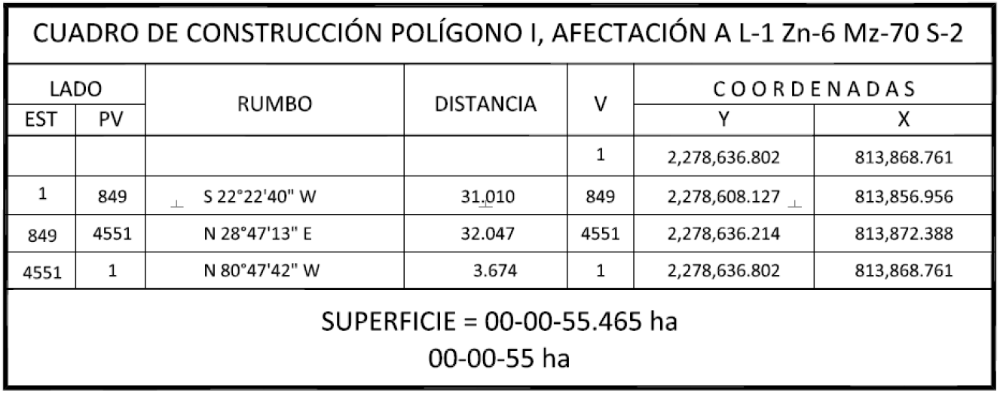 CUADRO DE CONSTRUCCIÓN POLÍGONO I, AFECTACIÓN A L-1 Zn-6 Mz-70 S-2
LADO RUMBO DISTANCIA V COORDENADAS
EST PV Y X
1 2,278,636.802 813,868.761
1 849 S 22°22'40" W 31.010 849 2,278,608.127 813,856.956
849 4551 N 28°47'13" E 32.047 4551 2,278,636.214 813,872.388
4551 1 N 80°47'42" W 3.674 1 2,278,636.802 813,868.761
SUPERFICIE = 00-00-55.465 ha
00-00-55 ha